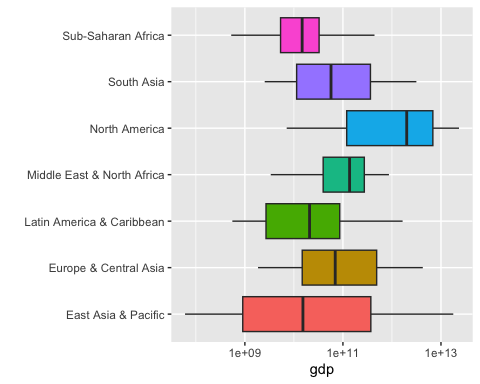 Sub-Saharan Africa
South Asia
North America
Middle East & North Africa
Latin America & Caribbean
Europe & Central Asia
East Asia & Pacific
1e+09 1e+11 1e+13
gdp